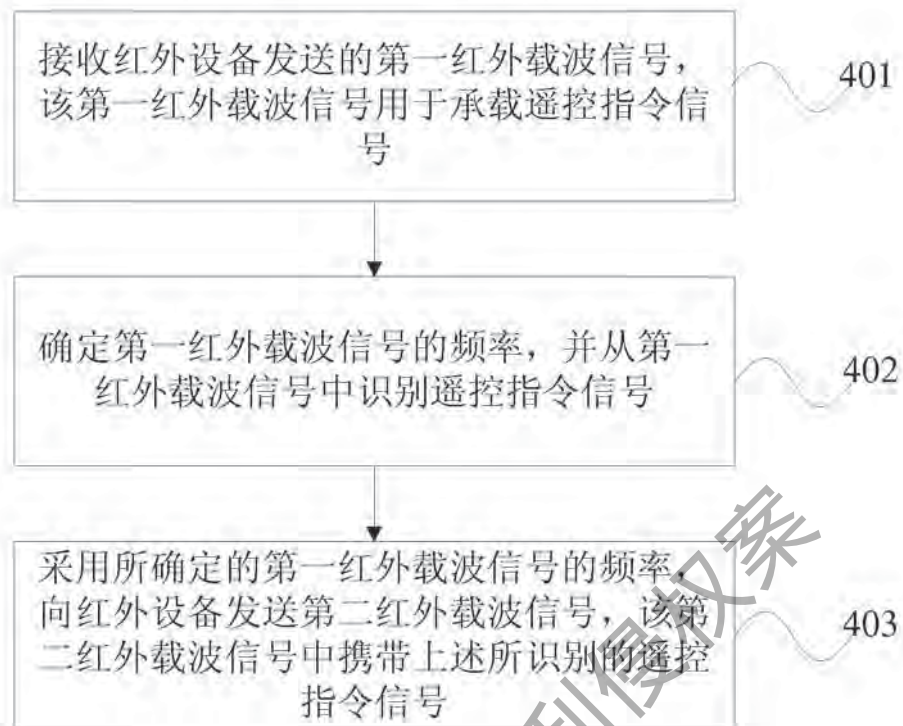 接收红外设备发送的第一红外载波信号，
该第一红外载波信号用于承载遥控指令信
号
401
确定第一红外载波信号的频率，并从第一
红外载波信号中识别遥控指令信号
402
采用所确定的第一红外载波信号的频率，
向红外设备发送第二红外载波信号，该第
二红外载波信号中携带上述所识别的遥控
指令信号
403
利侵权案